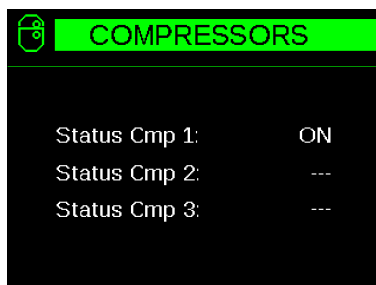 COMPRESSORS
Status Cmp 1: ON
Status Cmp 2: ---
Status Cmp 3: ---